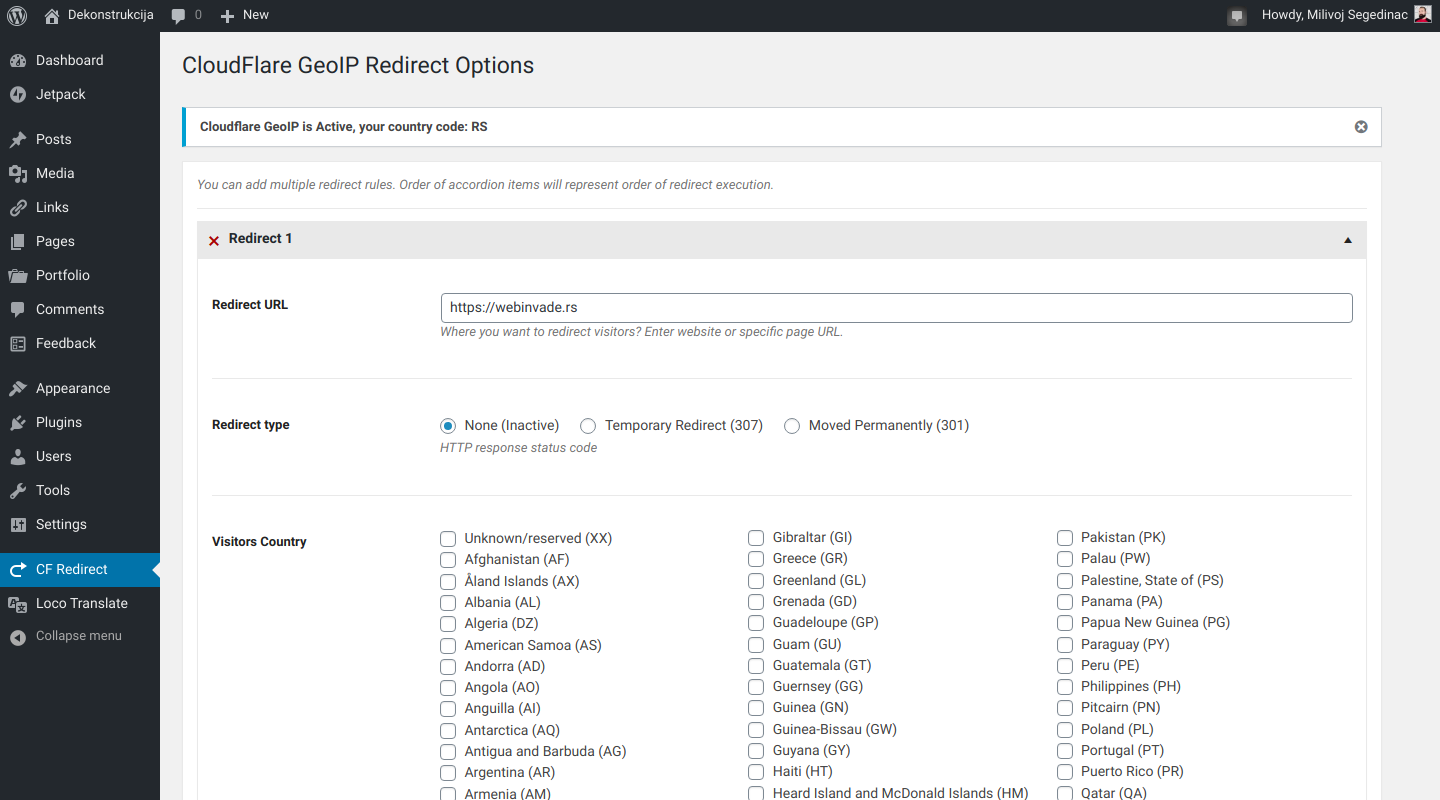 Dekonstrukcija 0 New Howdy, Milivoj Segedinac
Dashboard
Jetpack
Posts
Media
Links
Pages
Portfolio
Comments
Feedback
Appearance
Plugins
Users
Tools
Settings
CF Redirect
Loco Translate
Collapse menu
CloudFlare GeoIP Redirect Options
Cloudflare GeoIP is Active, your country code: RS
You can add multiple redirect rules. Order of accordion items will represent order of redirect execution.
Redirect 1
Redirect URL
https://webinvade.rs
Where you want to redirect visitors? Enter website or specific page URL.
Redirect type
None (Inactive) Temporary Redirect (307) Moved Permanently (301)
HTTP response status code
Visitors Country
Unknown/reserved (XX)
Afghanistan (AF)
Åland Islands (AX)
Albania (AL)
Algeria (DZ)
American Samoa (AS)
Andorra (AD)
Angola (AO)
Anguilla (AI)
Antarctica (AQ)
Antigua and Barbuda (AG)
Argentina (AR)
Armenia (AM)
Gibraltar (GI)
Greece (GR)
Greenland (GL)
Grenada (GD)
Guadeloupe (GP)
Guam (GU)
Guatemala (GT)
Guernsey (GG)
Guinea (GN)
Guinea-Bissau (GW)
Guyana (GY)
Haiti (HT)
Heard Island and McDonald Islands (HM)
Pakistan (PK)
Palau (PW)
Palestine, State of (PS)
Panama (PA)
Papua New Guinea (PG)
Paraguay (PY)
Peru (PE)
Philippines (PH)
Pitcairn (PN)
Poland (PL)
Portugal (PT)
Puerto Rico (PR)
Qatar (QA)